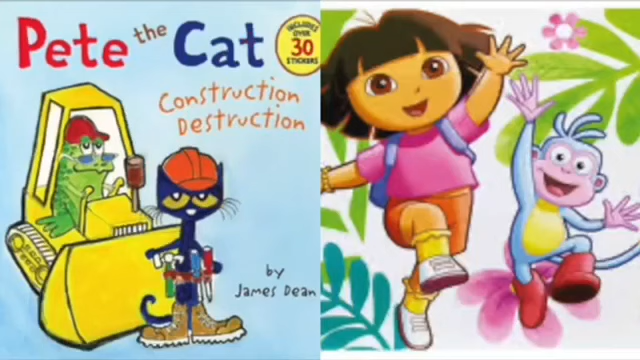 Pete the Cat
INCLUDES
OVER
30
STICKERS
Construction
Destruction
by
James Dean